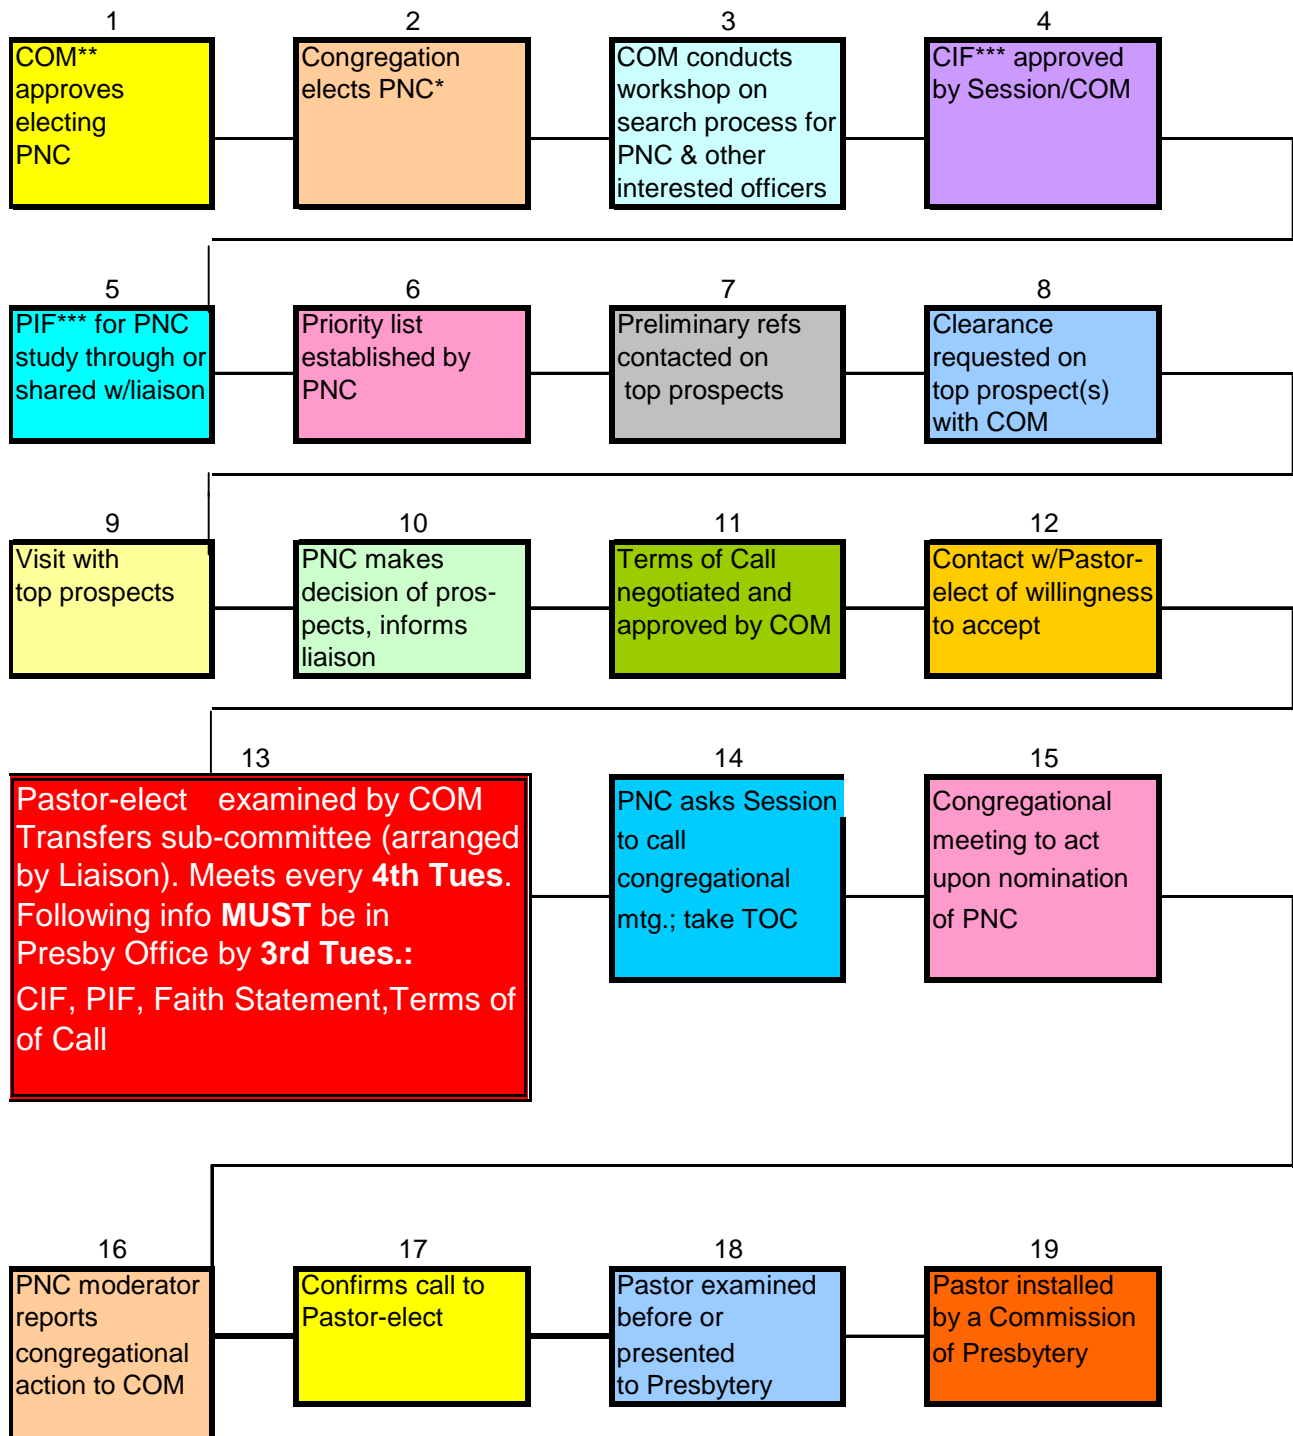 1
COM**
approves
electing
PNC
2
Congregation
elects PNC*
3
COM conducts
workshop on
search process for
PNC & other
interested officers
4
CIF*** approved
by Session/COM
5
PIF*** for PNC
study through or
shared w/liaison
6
Priority list
established by
PNC
7
Preliminary refs
contacted on
top prospects
8
Clearance
requested on
top prospect(s)
with COM
9
Visit with
top prospects
10
PNC makes
decision of pros-
pects, informs
liaison
11
Terms of Call
negotiated and
approved by COM
12
Contact w/Pastor-
elect of willingness
to accept
13
Pastor-elect examined by COM
Transfers sub-committee (arranged
by Liaison). Meets every 4th Tues.
Following info MUST be in
Presby Office by 3rd Tues.:
CIF, PIF, Faith Statement,Terms of
of Call
14
PNC asks Session
to call
congregational
mtg.; take TOC
15
Congregational
meeting to act
upon nomination
of PNC
16
PNC moderator
reports
congregational
action to COM
17
Confirms call to
Pastor-elect
18
Pastor examined
before or
presented
to Presbytery
19
Pastor installed
by a Commission
of Presbytery